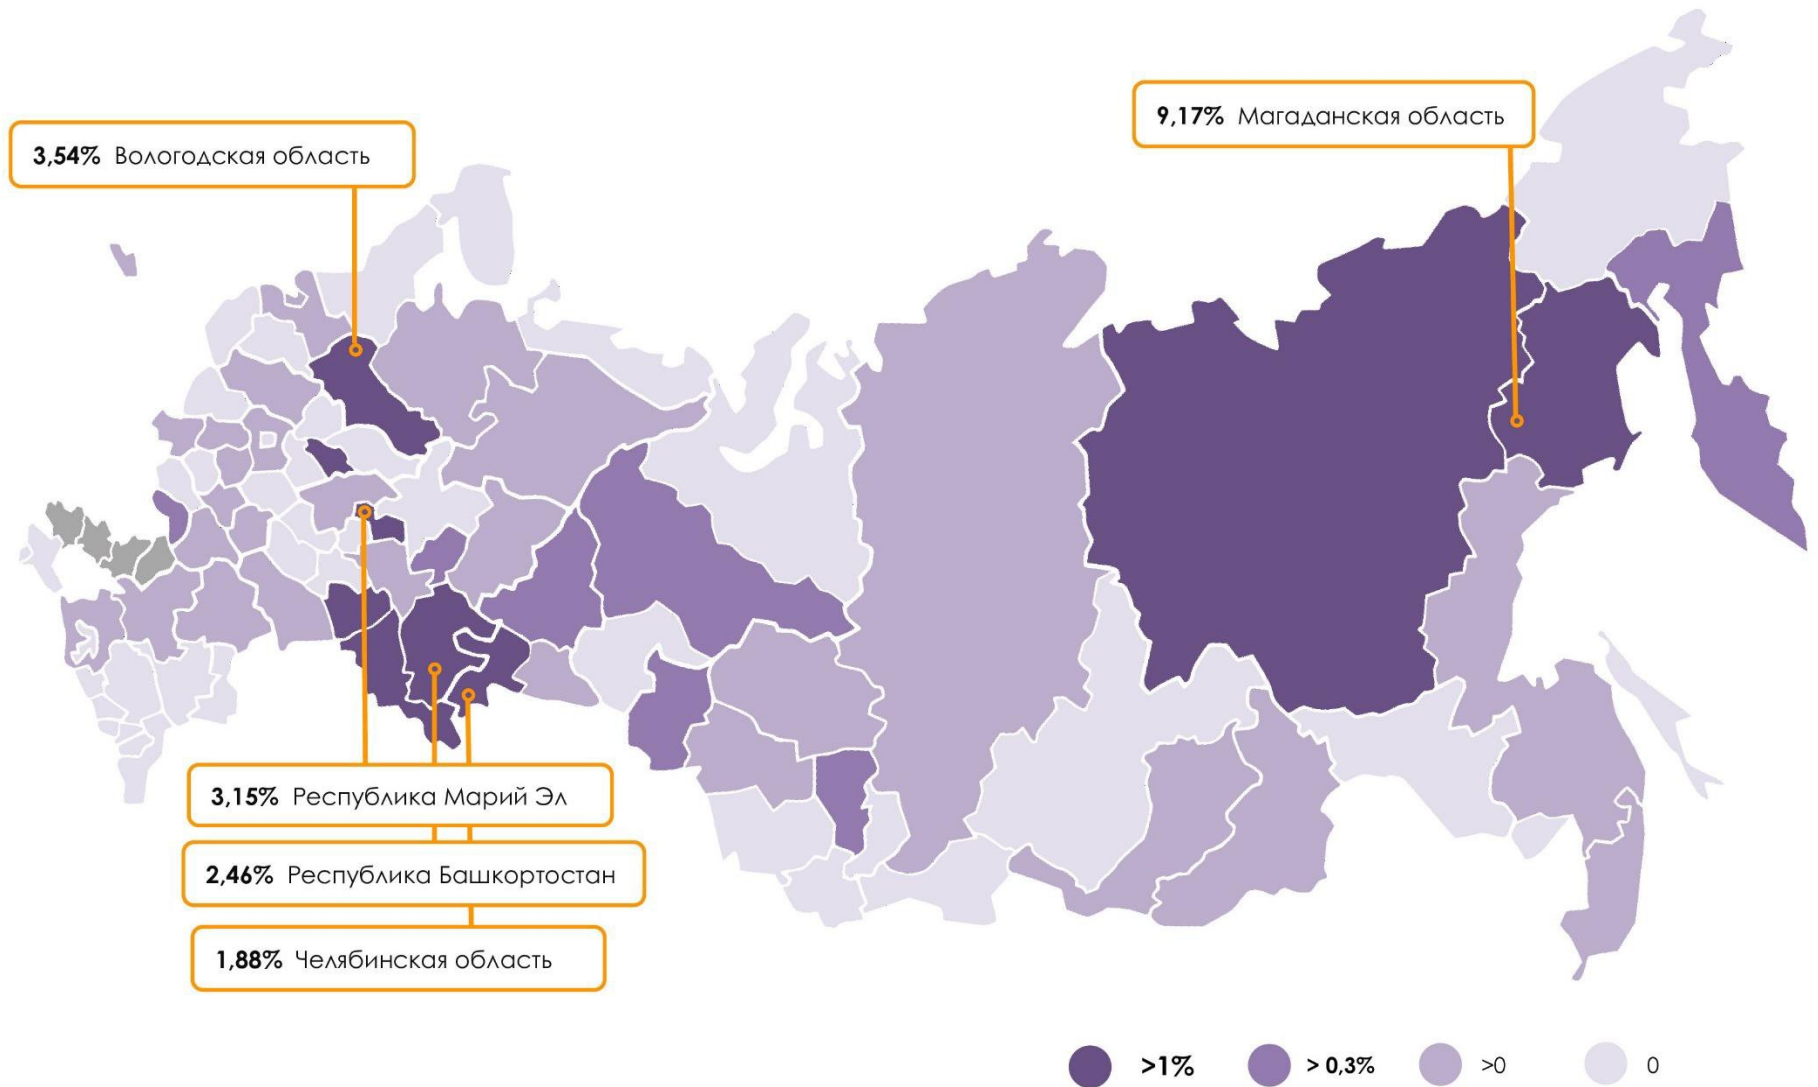 9,17% Магаданская область
3,54% Вологодская область
3,15% Республика Марий Эл
2,46% Республика Башкортостан
1,88% Челябинская область
>1% > 0,3% >0 0